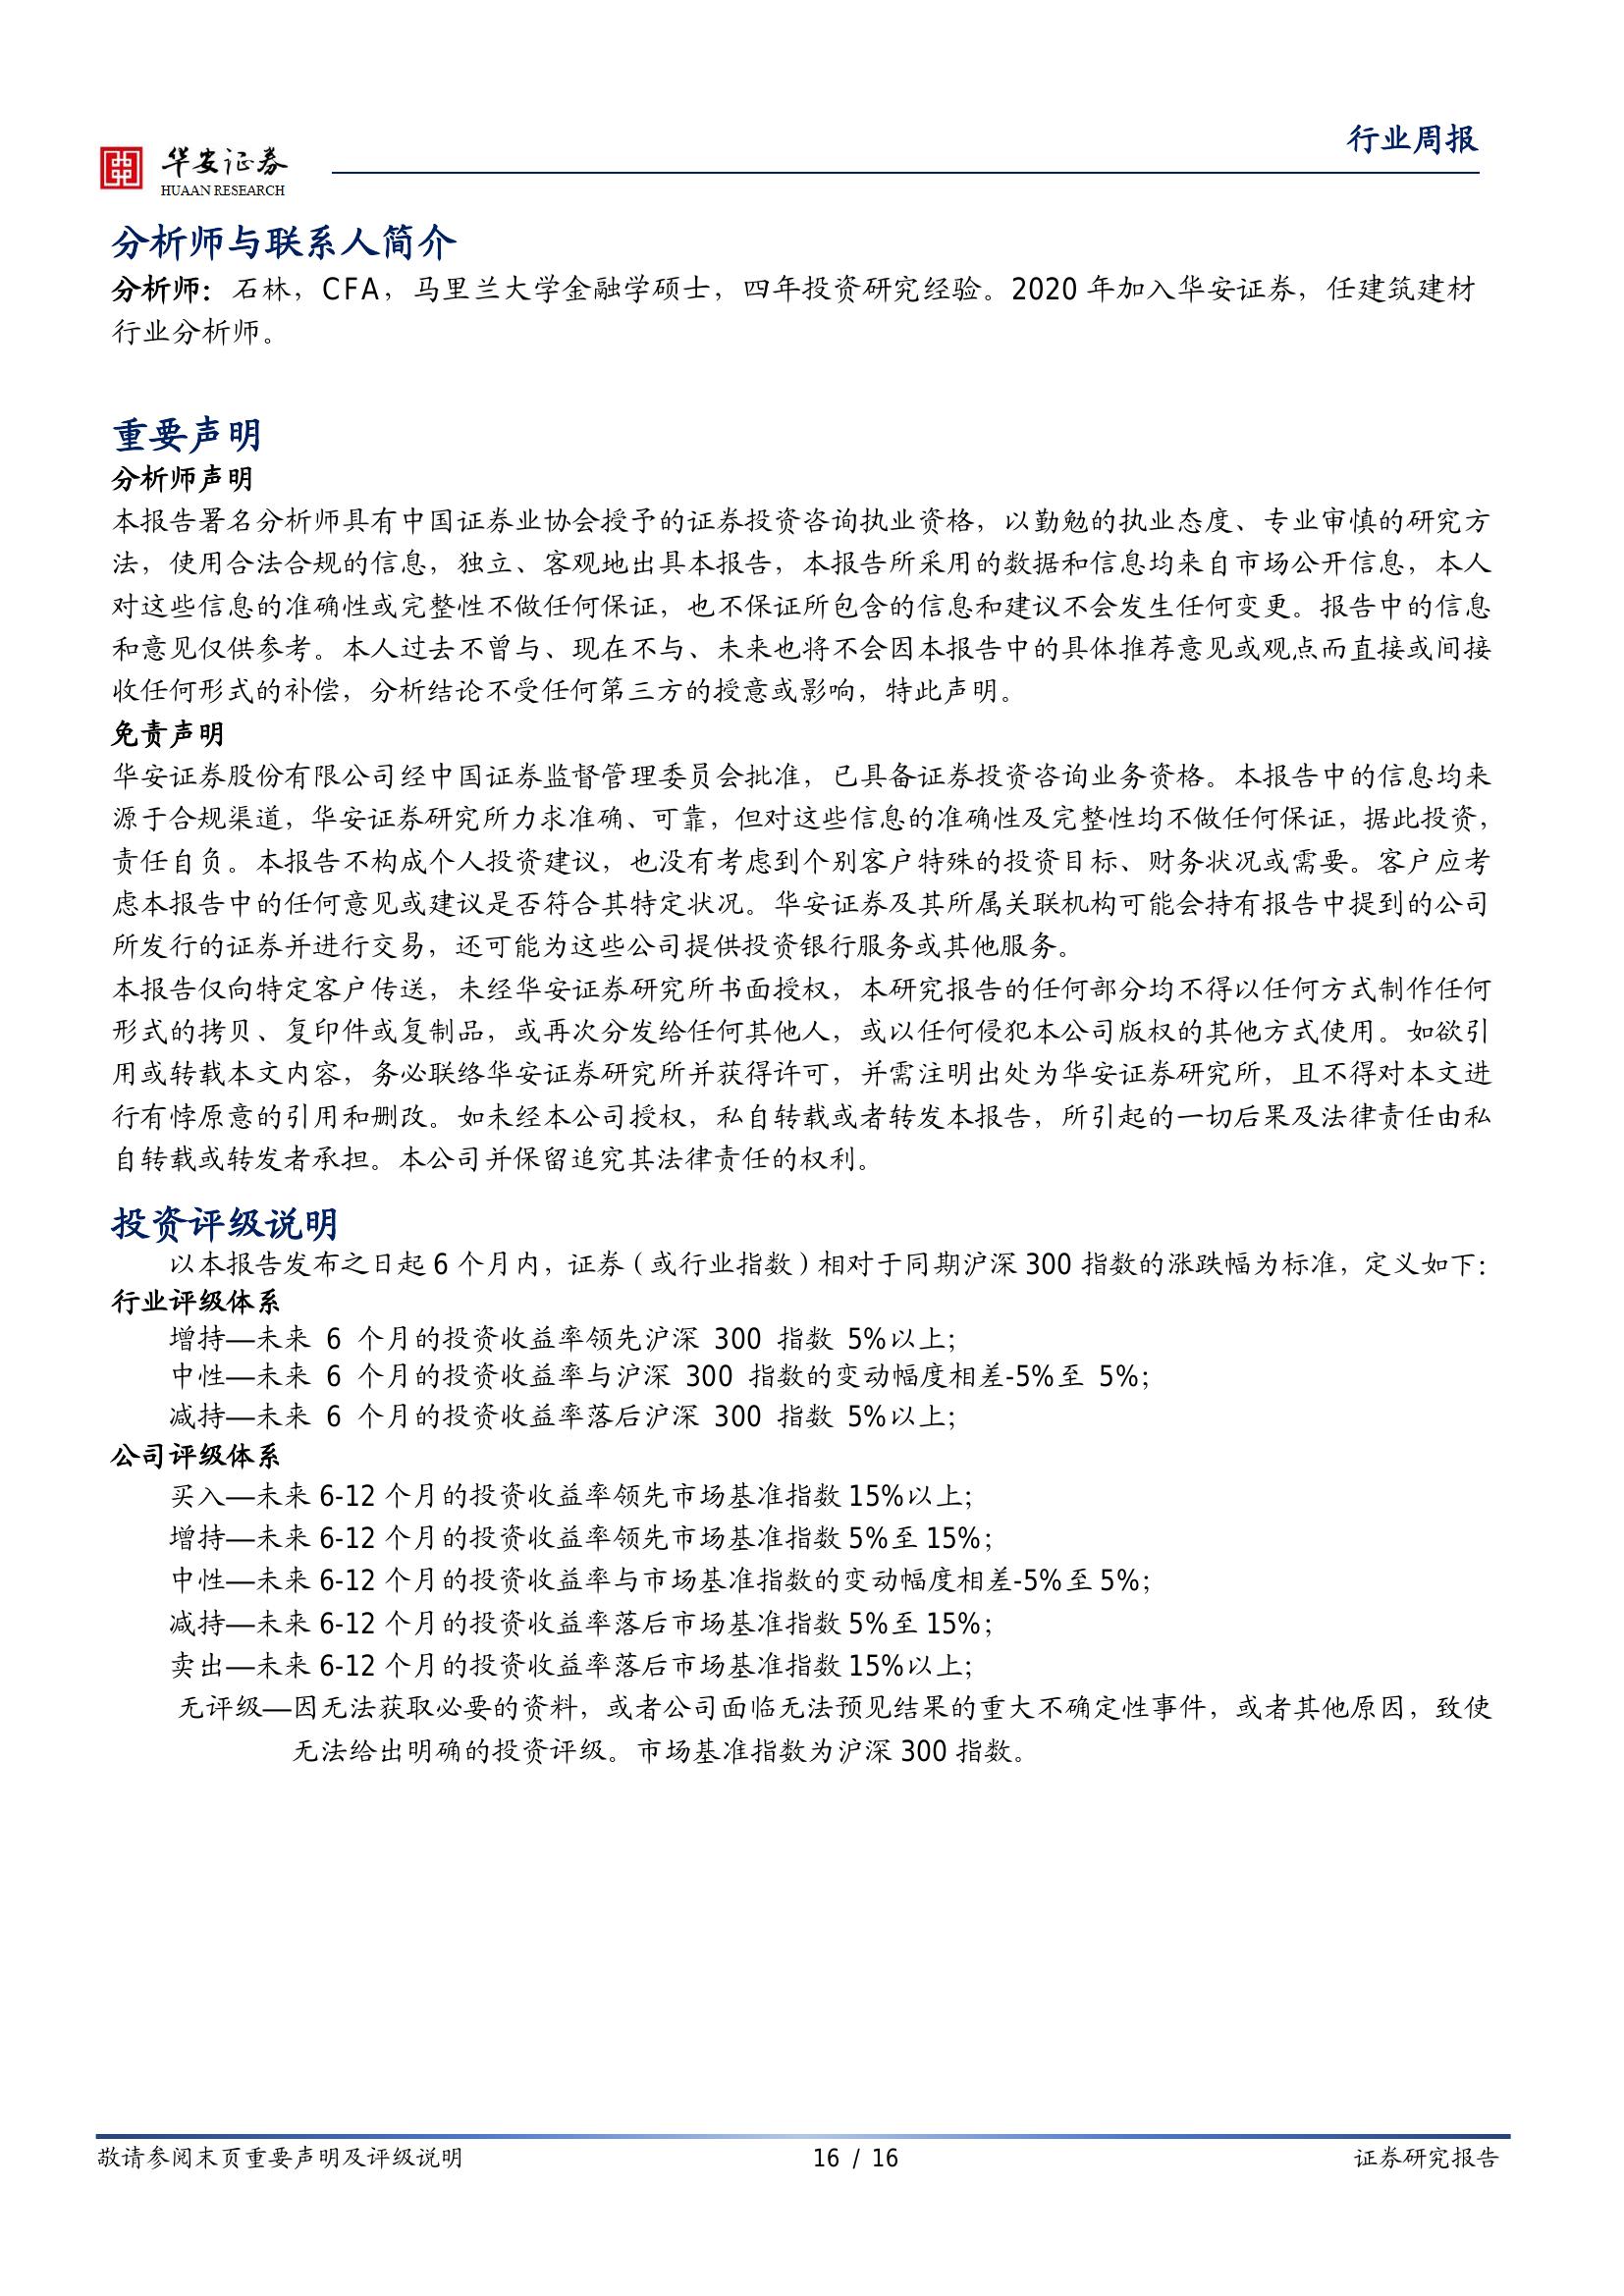 行业周报
华安证券
HUAAN RESEARCH
分析师与联系人简介
分析师：石林，CFA，马里兰大学金融学硕士，四年投资研究经验。2020 年加入华安证券，任建筑建材
行业分析师。
重要声明
分析师声明
本报告署名分析师具有中国证券业协会授予的证券投资咨询执业资格，以勤勉的执业态度、专业审慎的研究方
法，使用合法合规的信息，独立、客观地出具本报告，本报告所采用的数据和信息均来自市场公开信息，本人
对这些信息的准确性或完整性不做任何保证，也不保证所包含的信息和建议不会发生任何变更。报告中的信息
和意见仅供参考。本人过去不曾与、现在不与、未来也将不会因本报告中的具体推荐意见或观点而直接或间接
收任何形式的补偿，分析结论不受任何第三方的授意或影响，特此声明。
免责声明
华安证券股份有限公司经中国证券监督管理委员会批准，已具备证券投资咨询业务资格。本报告中的信息均来
源于合规渠道，华安证券研究所力求准确、可靠，但对这些信息的准确性及完整性均不做任何保证，据此投资，
责任自负。本报告不构成个人投资建议，也没有考虑到个别客户特殊的投资目标、财务状况或需要。客户应考
虑本报告中的任何意见或建议是否符合其特定状况。华安证券及其所属关联机构可能会持有报告中提到的公司
所发行的证券并进行交易，还可能为这些公司提供投资银行服务或其他服务。
本报告仅向特定客户传送，未经华安证券研究所书面授权，本研究报告的任何部分均不得以任何方式制作任何
形式的拷贝、复印件或复制品，或再次分发给任何其他人，或以任何侵犯本公司版权的其他方式使用。如欲引
用或转载本文内容，务必联络华安证券研究所并获得许可，并需注明出处为华安证券研究所，且不得对本文进
行有悖原意的引用和删改。如未经本公司授权，私自转载或者转发本报告，所引起的一切后果及法律责任由私
自转载或转发者承担。本公司并保留追究其法律责任的权利。
投资评级说明
以本报告发布之日起 6 个月内，证券（或行业指数）相对于同期沪深 300 指数的涨跌幅为标准，定义如下：
行业评级体系
增持—未来 6 个月的投资收益率领先沪深 300 指数 5%以上；
中性—未来 6 个月的投资收益率与沪深 300 指数的变动幅度相差-5%至 5%；
减持—未来 6 个月的投资收益率落后沪深 300 指数 5%以上；
公司评级体系
买入—未来 6-12 个月的投资收益率领先市场基准指数 15%以上；
增持—未来 6-12 个月的投资收益率领先市场基准指数 5%至 15%；
中性—未来 6-12 个月的投资收益率与市场基准指数的变动幅度相差-5%至 5%；
减持—未来 6-12 个月的投资收益率落后市场基准指数 5%至 15%；
卖出—未来 6-12 个月的投资收益率落后市场基准指数 15%以上；
无评级—因无法获取必要的资料，或者公司面临无法预见结果的重大不确定性事件，或者其他原因，致使
无法给出明确的投资评级。市场基准指数为沪深 300 指数。
敬请参阅末页重要声明及评级说明
16 / 16
证券研究报告